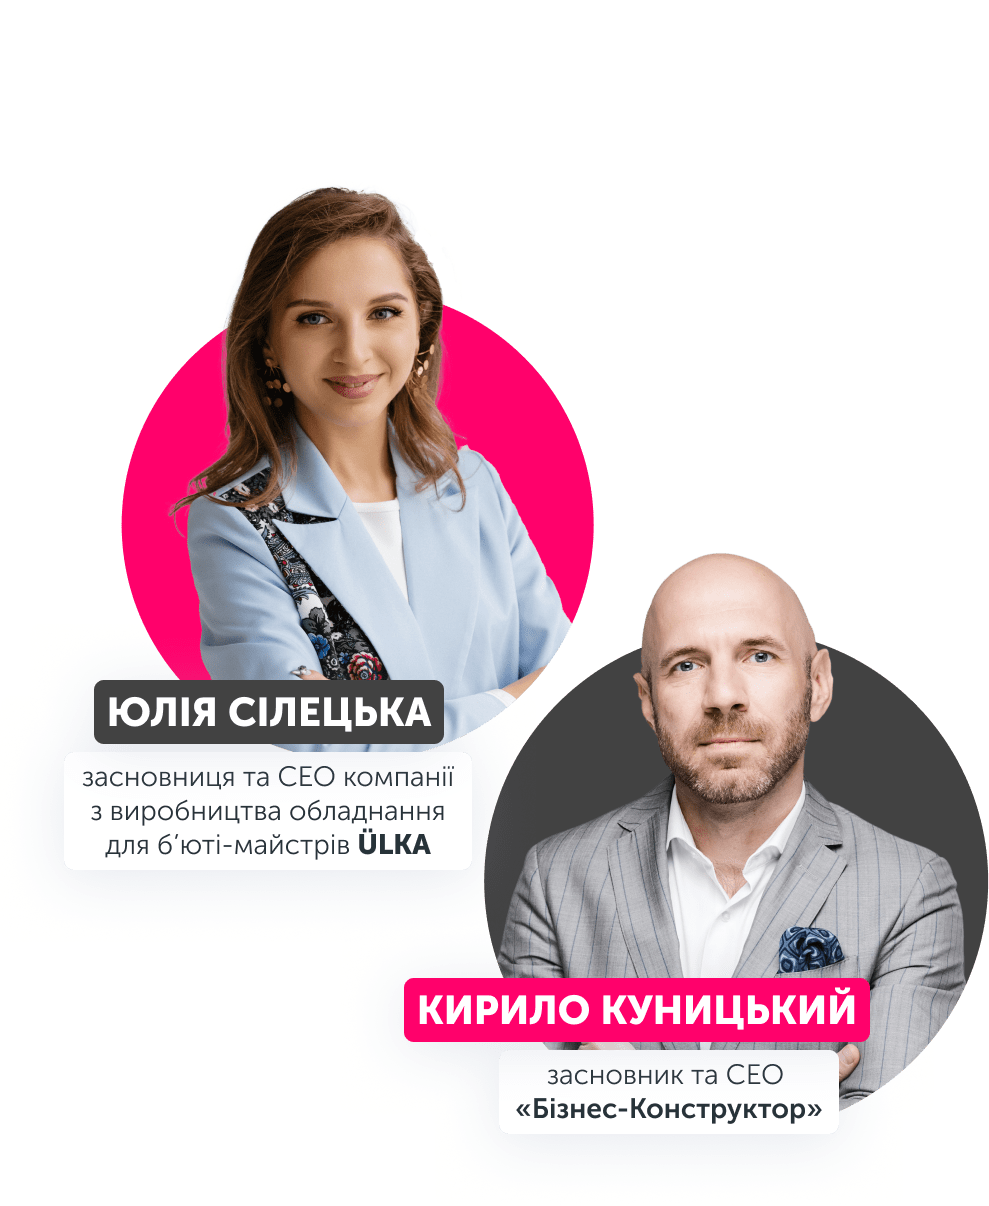 ЮЛІЯ СІЛЕЦЬКА
засновниця та CEO компанії
з виробництва обладнання
для б‘юті-майстрів ÜLKA
КИРИЛО КУНИЦЬКИЙ
засновник та CEO
«Бізнес-Конструктор»